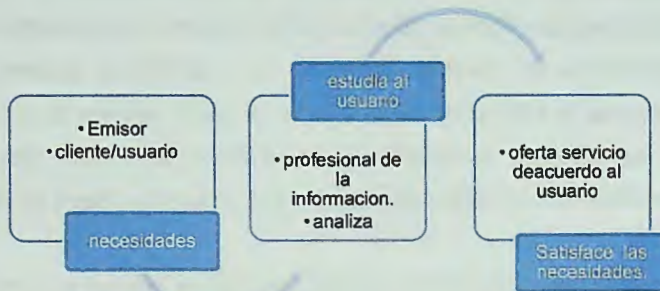 • Emisor
• cliente/usuario
necesidades
estudia al
usuario
• profesional de
la
informacion.
• analiza
• oferta servicio
deacuerdo al
usuario
Satisface las
necesidades.